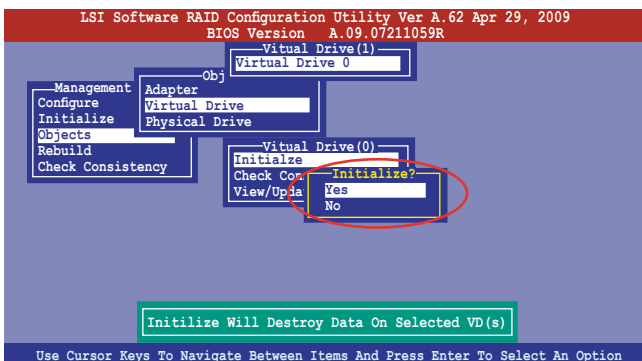 LSI Software RAID Configuration Utility Ver A.62 Apr 29, 2009
BIOS Version A.09.07211059R
Vitual Drive(1)
Virtual Drive 0
Obj
Adapter
Virtual Drive
Physical Drive
Management
Configure
Initialize
Objects
Rebuild
Check Consistency
Vitual Drive(0)
Initialze
Check Con
View/Upda
Initialize?
Yes
No
Initilize Will Destroy Data On Selected VD(s)
Use Cursor Keys To Navigate Between Items And Press Enter To Select An Option